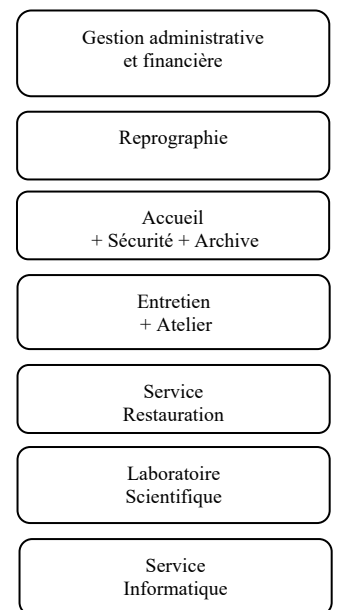 Gestion administrative
et financière
Reprographie
Accueil
+ Sécurité + Archive
Entretien
+ Atelier
Service
Restauration
Laboratoire
Scientifique
Service
Informatique